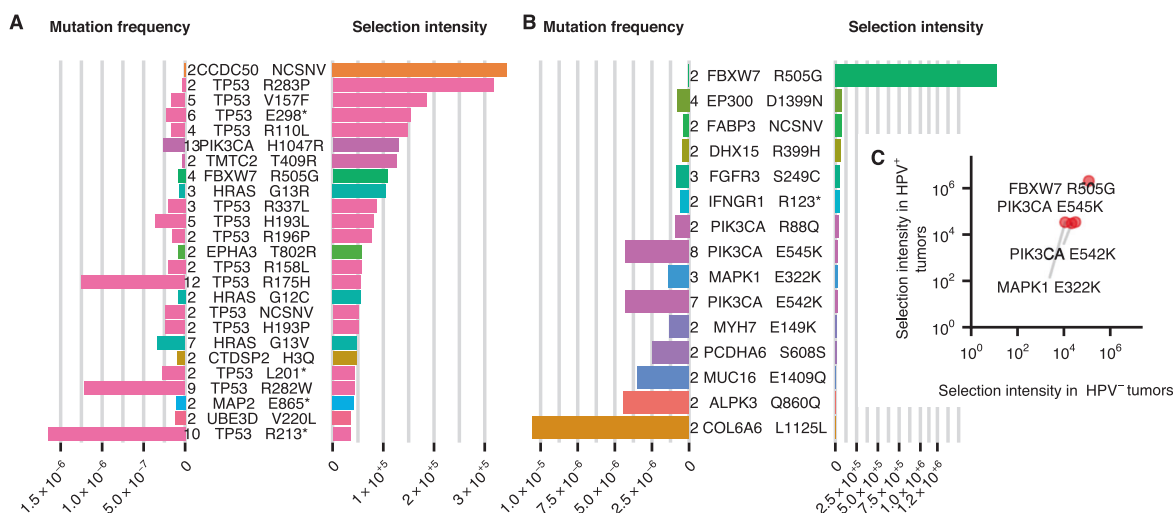 A
Mutation frequency
Selection intensity
2 CCDC50 NCSNV
2 TP53 R283P
5 TP53 V157F
6 TP53 E298*
4 TP53 R110L
13 PIK3CA H1047R
2 TMTC2 T409R
4 FBXW7 R505G
3 HRAS G13R
3 TP53 R337L
5 TP53 H193L
2 TP53 R196P
2 EPHA3 T802R
2 TP53 R158L
12 TP53 R175H
2 HRAS G12C
2 TP53 NCSNV
2 TP53 H193P
7 HRAS G13V
2 CTDSP2 H3Q
2 TP53 L201*
9 TP53 R282W
2 MAP2 E865*
2 UBE3D V220L
10 TP53 R213*
1.5 × 10⁻⁶
1.0 × 10⁻⁶
5.0 × 10⁻⁷
0
0
1 × 10⁺⁵
2 × 10⁺⁵
3 × 10⁺⁵
B
Mutation frequency
Selection intensity
2 FBXW7 R505G
4 EP300 D1399N
2 FABP3 NCSNV
2 DHX15 R399H
3 FGFR3 S249C
2 IFNGR1 R123*
2 PIK3CA R88Q
8 PIK3CA E545K
3 MAPK1 E322K
7 PIK3CA E542K
2 MYH7 E149K
2 PCDHA6 S608S
2 MUC16 E1409Q
2 ALPK3 Q860Q
2 COL6A6 L1125L
1.0 × 10⁻⁵
7.5 × 10⁻⁶
5.0 × 10⁻⁶
2.5 × 10⁻⁶
0
0
2.5 × 10⁺⁵
5.0 × 10⁺⁵
7.5 × 10⁺⁵
1.0 × 10⁺⁶
1.2 × 10⁺⁶
C
Selection intensity in HPV⁺
tumors
10⁶
10⁴
10²
10⁰
FBXW7 R505G
PIK3CA E545K
PIK3CA E542K
MAPK1 E322K
10⁰
10²
10⁴
10⁶
Selection intensity in HPV⁻ tumors